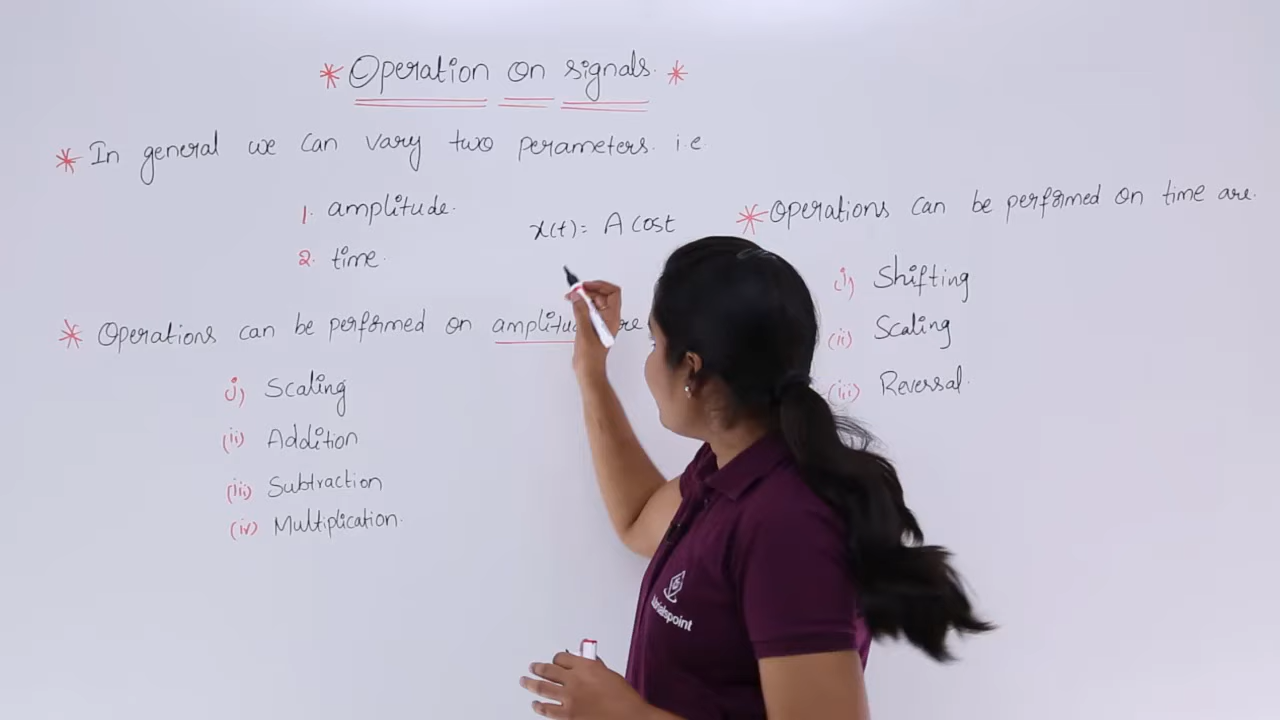 * Operation on signals. *
* In general we can vary two perameters. i.e
1. amplitude.
2. time.
x(t)= A cost
* Operations can be performed on amplitude are
i) Scaling
(ii) Addition
(iii) Subtraction
(iv) Multiplication.
* Operations can be performed on time are.
i) Shifting
(ii) Scaling
(iii) Reversal.